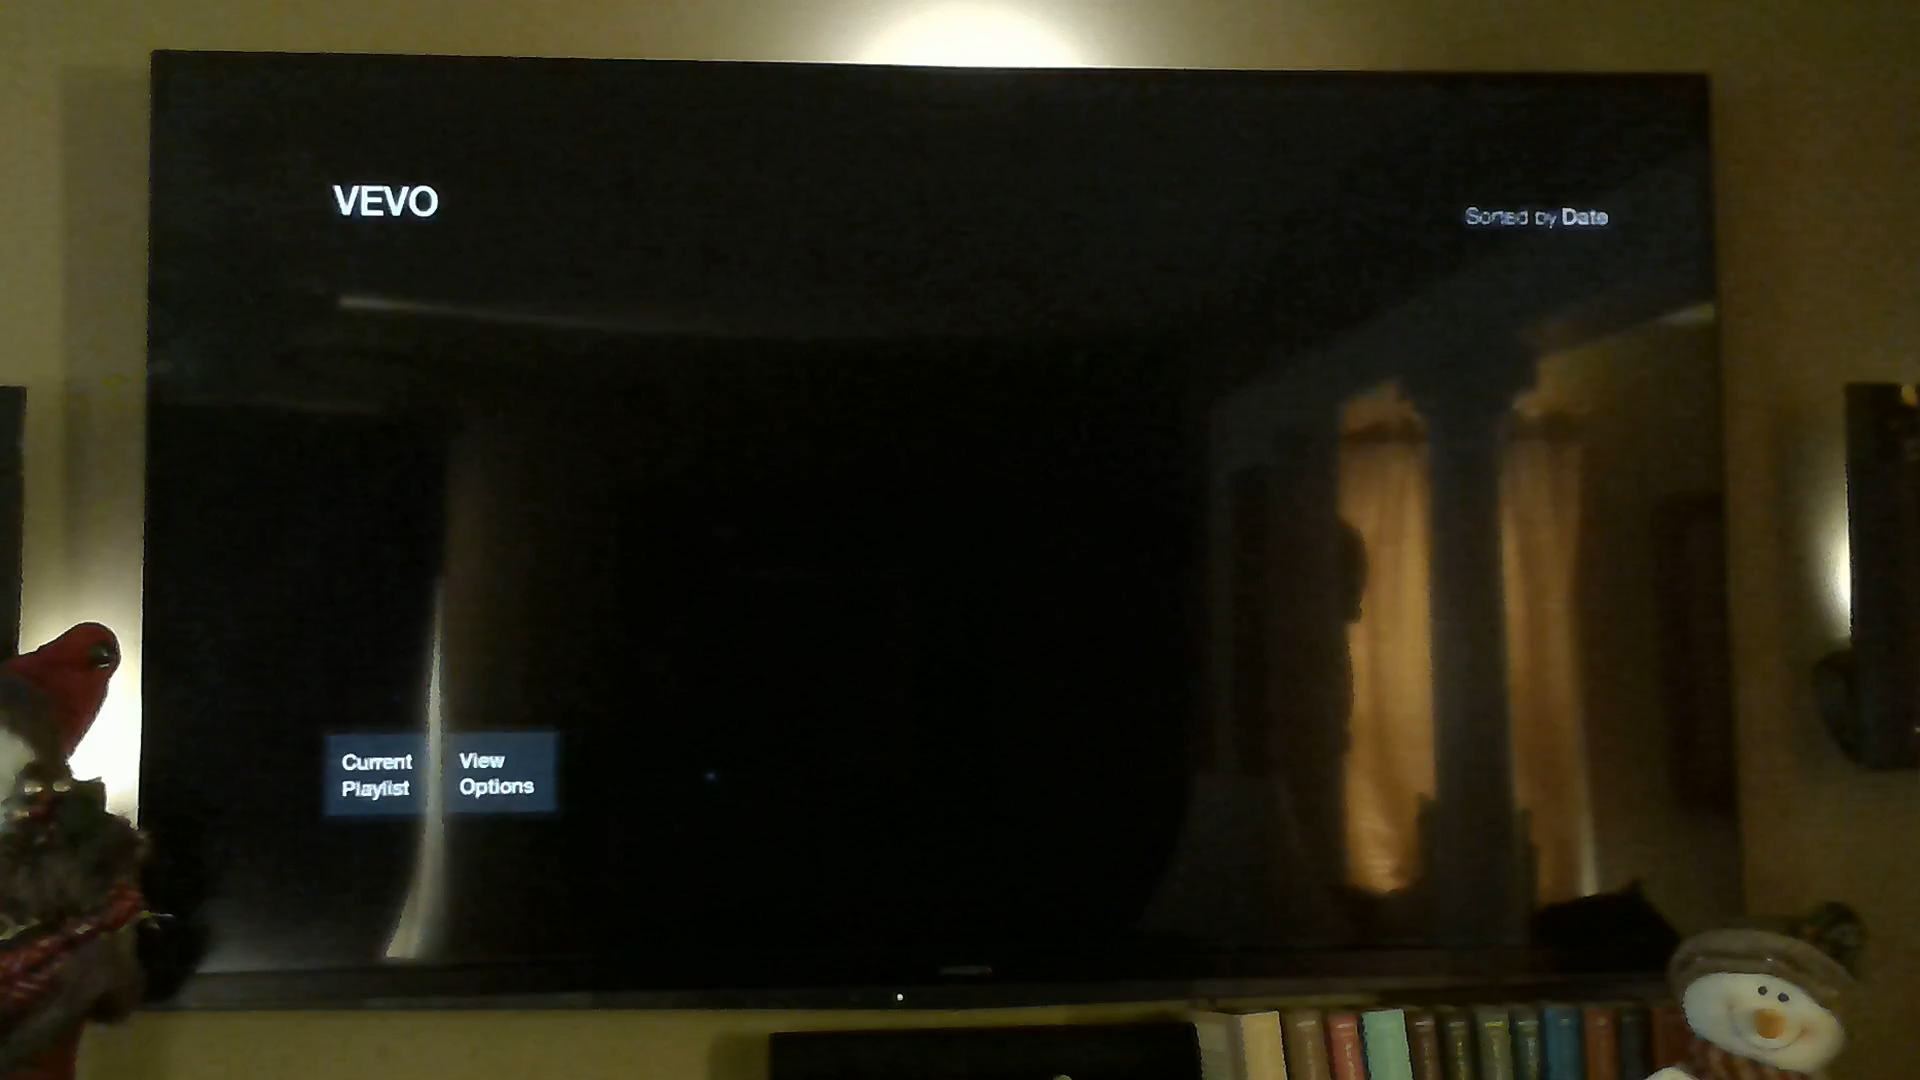 VEVO
Sorted by Date
Current
Playlist
View
Options